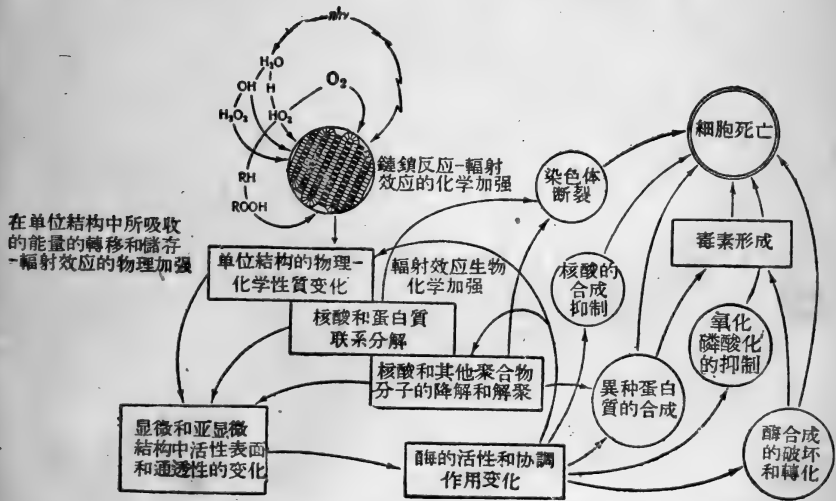 nhν
H₂O
OH
H
O₂
H₂O₂
HO₂
RH
ROOH
鏈鎖反应-輻射
效应的化学加强
在单位結构中所吸收
的能量的轉移和儲存
-輻射效应的物理加强
单位結构的物理-
化学性質变化
輻射效应生物
化学加强
核酸和蛋白質
联系分解
核酸和其他聚合物
分子的降解和解聚
显微和亚显微
結构中活性表面
和通透性的变化
酶的活性和协調
作用变化
染色体
断裂
核酸的
合成
抑制
異种蛋白
質的合成
細胞死亡
毒素形成
氧化
磷酸化
的抑制
酶合成
的破坏
和轉化